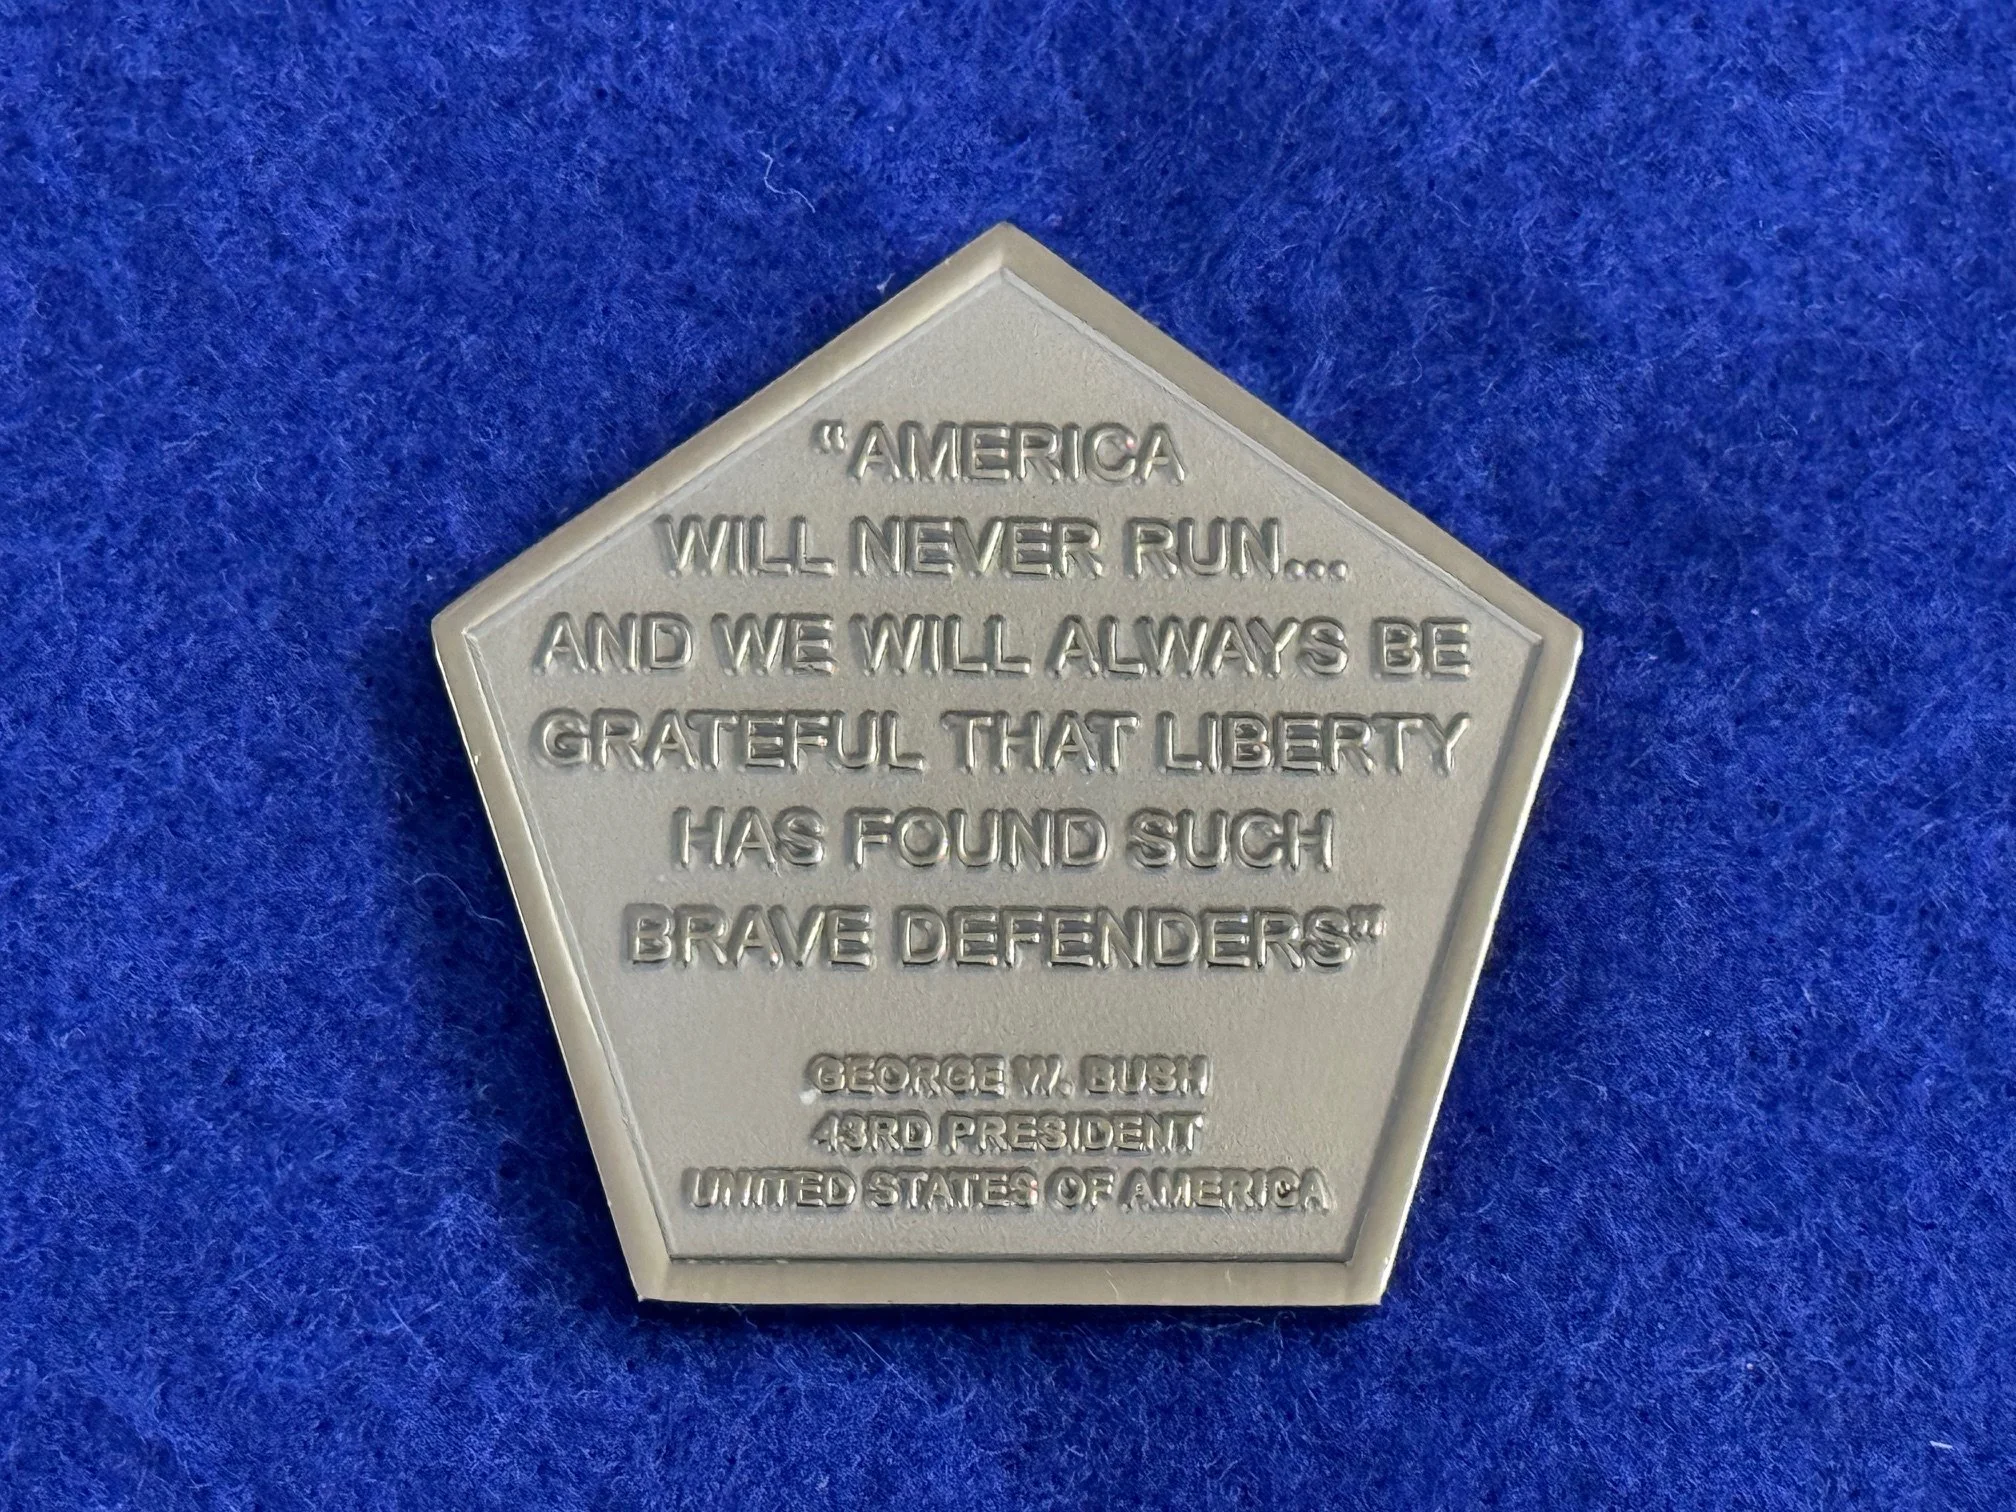 “AMERICA
WILL NEVER RUN...
AND WE WILL ALWAYS BE
GRATEFUL THAT LIBERTY
HAS FOUND SUCH
BRAVE DEFENDERS”
GEORGE W. BUSH
43RD PRESIDENT
UNITED STATES OF AMERICA